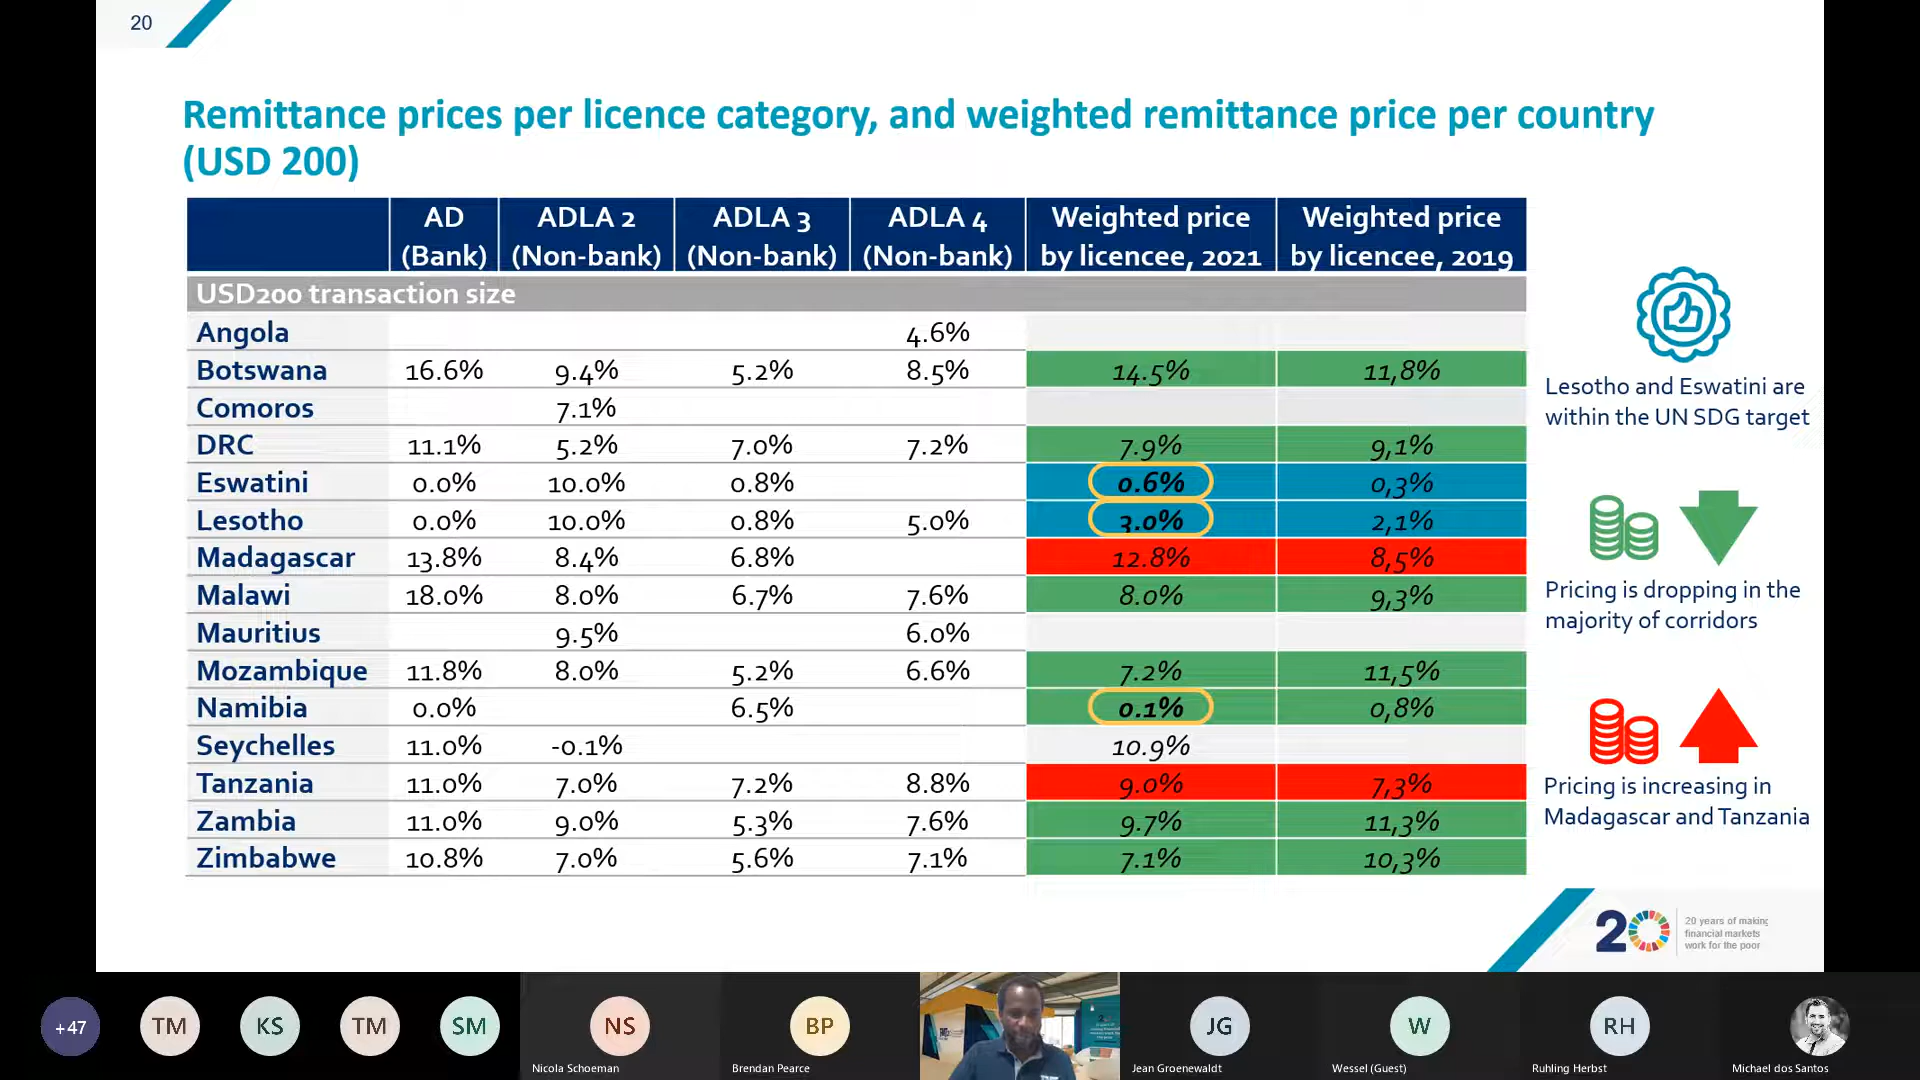 20
Remittance prices per licence category, and weighted remittance price per country
(USD 200)
AD ADLA 2 ADLA 3 ADLA 4 Weighted price Weighted price
(Bank) (Non-bank) (Non-bank) (Non-bank) by licencee, 2021 by licencee, 2019
USD200 transaction size
Angola 4.6%
Botswana 16.6% 9.4% 5.2% 8.5% 14.5% 11,8%
Comoros 7.1%
DRC 11.1% 5.2% 7.0% 7.2% 7.9% 9,1%
Eswatini 0.0% 10.0% 0.8% 0.6% 0,3%
Lesotho 0.0% 10.0% 0.8% 5.0% 3.0% 2,1%
Madagascar 13.8% 8.4% 6.8% 12.8% 8,5%
Malawi 18.0% 8.0% 6.7% 7.6% 8.0% 9,3%
Mauritius 9.5% 6.0%
Mozambique 11.8% 8.0% 5.2% 6.6% 7.2% 11,5%
Namibia 0.0% 6.5% 0.1% 0,8%
Seychelles 11.0% -0.1% 10.9%
Tanzania 11.0% 7.0% 7.2% 8.8% 9.0% 7,3%
Zambia 11.0% 9.0% 5.3% 7.6% 9.7% 11,3%
Zimbabwe 10.8% 7.0% 5.6% 7.1% 7.1% 10,3%
Lesotho and Eswatini are
within the UN SDG target
Pricing is dropping in the
majority of corridors
Pricing is increasing in
Madagascar and Tanzania
20
20 years of making
financial markets
work for the poor
+47 TM KS TM SM NS BP JG W RH
Nicola Schoeman Brendan Pearce Jean Groenewaldt Wessel (Guest) Ruhling Herbst Michael dos Santos